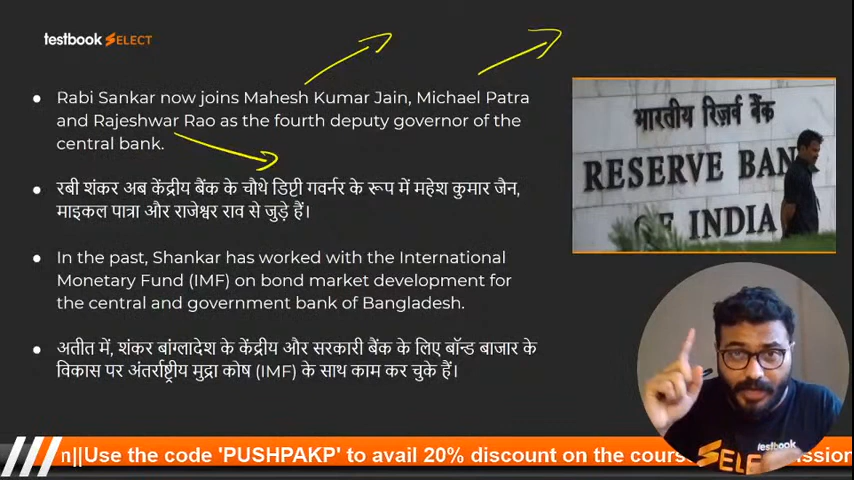 testbook SELECT
Rabi Sankar now joins Mahesh Kumar Jain, Michael Patra
and Rajeshwar Rao as the fourth deputy governor of the
central bank.
रबी शंकर अब केंद्रीय बैंक के चौथे डिप्टी गवर्नर के रूप में महेश कुमार जैन,
माइकल पात्रा और राजेश्वर राव से जुड़े हैं।
In the past, Shankar has worked with the International
Monetary Fund (IMF) on bond market development for
the central and government bank of Bangladesh.
अतीत में, शंकर बांग्लादेश के केंद्रीय और सरकारी बैंक के लिए बॉन्ड बाजार के
विकास पर अंतर्राष्ट्रीय मुद्रा कोष (IMF) के साथ काम कर चुके हैं।
भारतीय रिज़र्व बैंक
RESERVE BAN
OF INDIA
testbook
SELE
||Use the code 'PUSHPAKP' to avail 20% discount on the cours